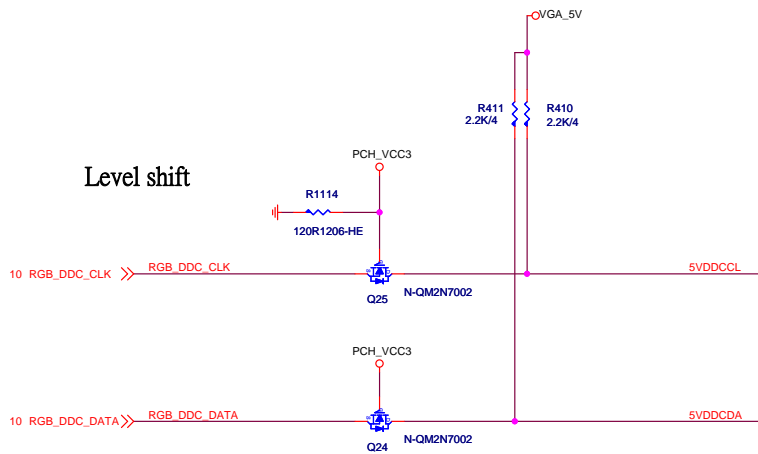 VGA_5V
R411
2.2K/4
R410
2.2K/4
PCH_VCC3
Level shift
R1114
120R1206-HE
10 RGB_DDC_CLK
RGB_DDC_CLK
5VDDCCL
N-QM2N7002
Q25
PCH_VCC3
10 RGB_DDC_DATA
RGB_DDC_DATA
5VDDCDA
N-QM2N7002
Q24